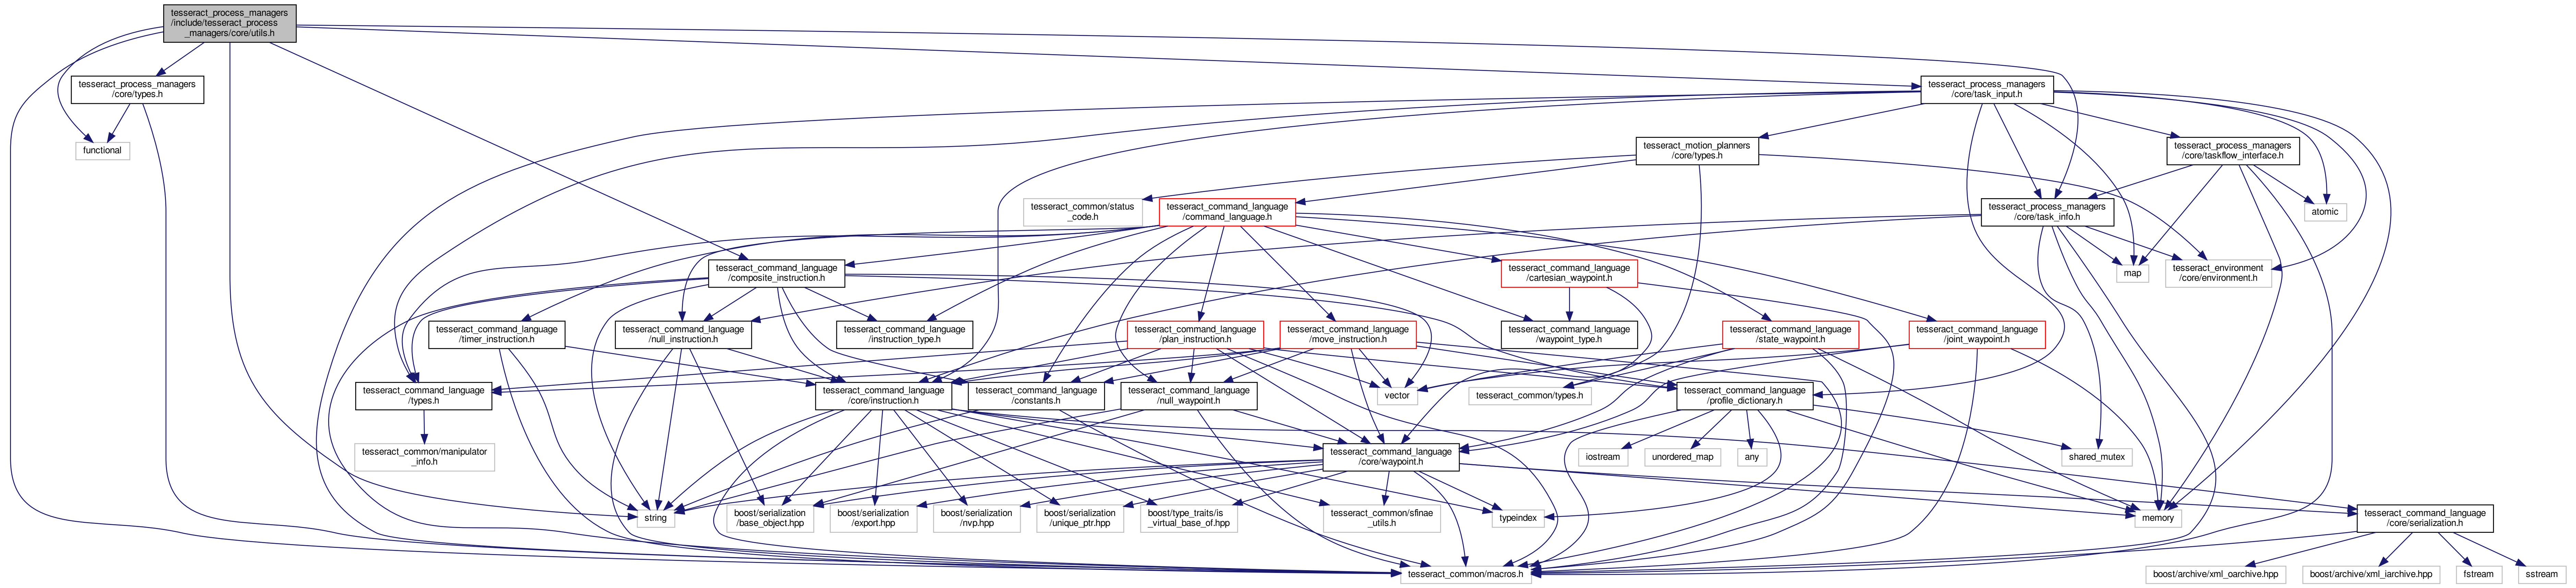 tesseract_process_managers
/include/tesseract_process
_managers/core/utils.h
tesseract_process_managers
/core/types.h
tesseract_process_managers
/core/task_input.h
functional
tesseract_motion_planners
/core/types.h
tesseract_process_managers
/core/taskflow_interface.h
tesseract_common/status
_code.h
tesseract_command_language
/command_language.h
tesseract_process_managers
/core/task_info.h
atomic
tesseract_command_language
/composite_instruction.h
tesseract_command_language
/cartesian_waypoint.h
map
tesseract_environment
/core/environment.h
tesseract_command_language
/timer_instruction.h
tesseract_command_language
/null_instruction.h
tesseract_command_language
/instruction_type.h
tesseract_command_language
/plan_instruction.h
tesseract_command_language
/move_instruction.h
tesseract_command_language
/waypoint_type.h
tesseract_command_language
/state_waypoint.h
tesseract_command_language
/joint_waypoint.h
tesseract_command_language
/types.h
tesseract_command_language
/core/instruction.h
tesseract_command_language
/constants.h
tesseract_command_language
/null_waypoint.h
vector
tesseract_common/types.h
tesseract_command_language
/profile_dictionary.h
tesseract_common/manipulator
_info.h
tesseract_command_language
/core/waypoint.h
iostream
unordered_map
any
shared_mutex
string
boost/serialization
/base_object.hpp
boost/serialization
/export.hpp
boost/serialization
/nvp.hpp
boost/serialization
/unique_ptr.hpp
boost/type_traits/is
_virtual_base_of.hpp
tesseract_common/sfinae
_utils.h
typeindex
memory
tesseract_command_language
/core/serialization.h
tesseract_common/macros.h
boost/archive/xml_oarchive.hpp
boost/archive/xml_iarchive.hpp
fstream
sstream